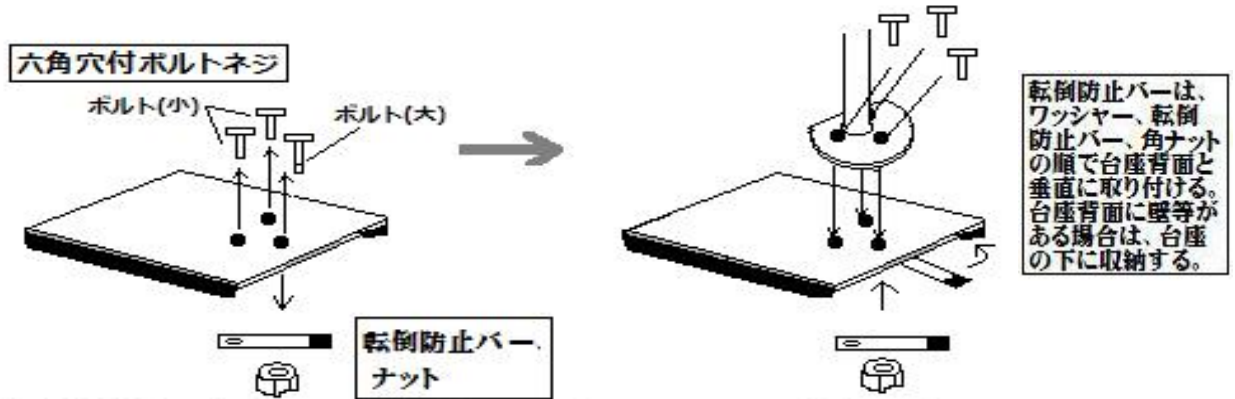 六角穴付ボルトネジ
ボルト(小)
ボルト(大)
転倒防止バー、
ナット
転倒防止バーは、
ワッシャー、転倒
防止バー、角ナット
の順で台座背面と
垂直に取り付ける。
台座背面に壁等が
ある場合は、台座
の下に収納する。